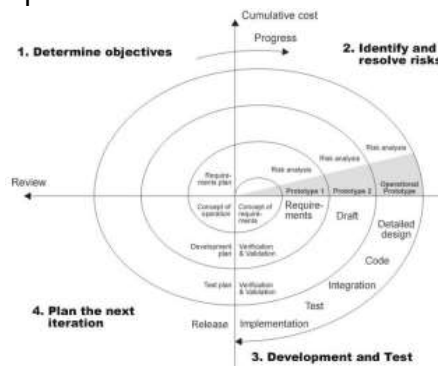 Cumulative cost
Progress
1. Determine objectives
2. Identify and
resolve risks
Risk analysis
Risk analysis
Risk analysis
Require-
ments plan
Review
Prototype 1
Prototype 2
Operational
Prototype
Concept of
operation
Concept of
require-
ments
Require-
ments
Draft
Detailed
design
Development
plan
Verification
& Validation
Code
Test plan
Verification
& Validation
Integration
Test
4. Plan the next
iteration
Release
Implementation
3. Development and Test